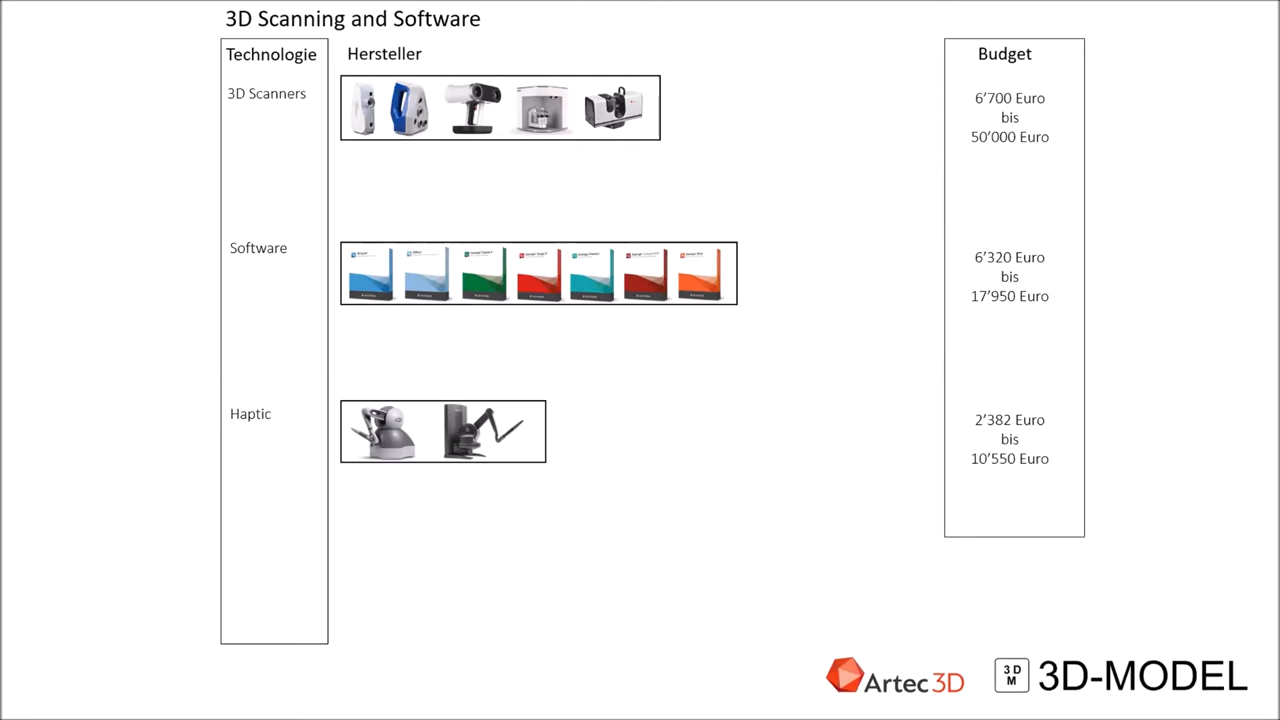 3D Scanning and Software
Technologie
Hersteller
Budget
3D Scanners
6’700 Euro
bis
50’000 Euro
Software
6’320 Euro
bis
17’950 Euro
Haptic
2’382 Euro
bis
10’550 Euro
Artec 3D
3 D
M
3D-MODEL